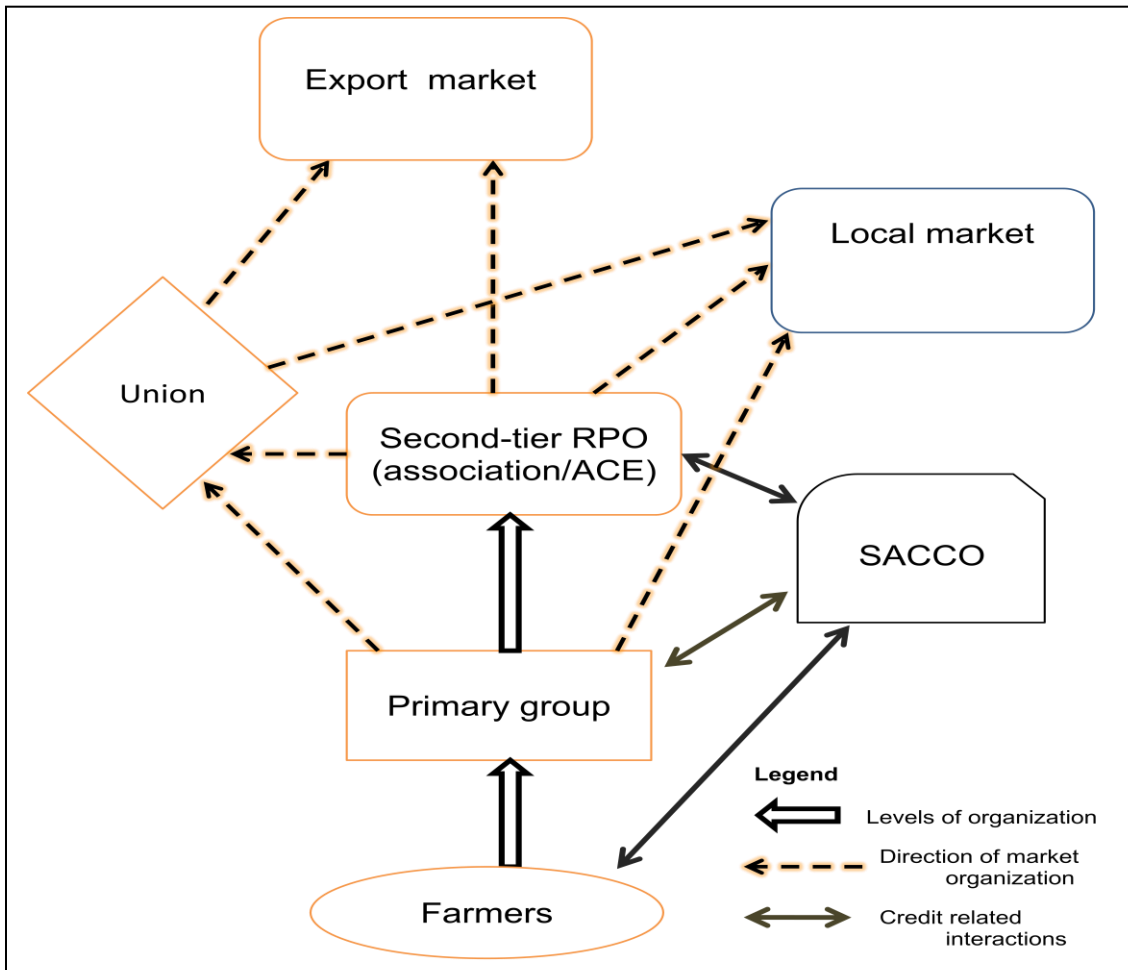 Export market
Local market
Union
Second-tier RPO
(association/ACE)
SACCO
Primary group
Farmers
Legend
Levels of organization
Direction of market
organization
Credit related
interactions